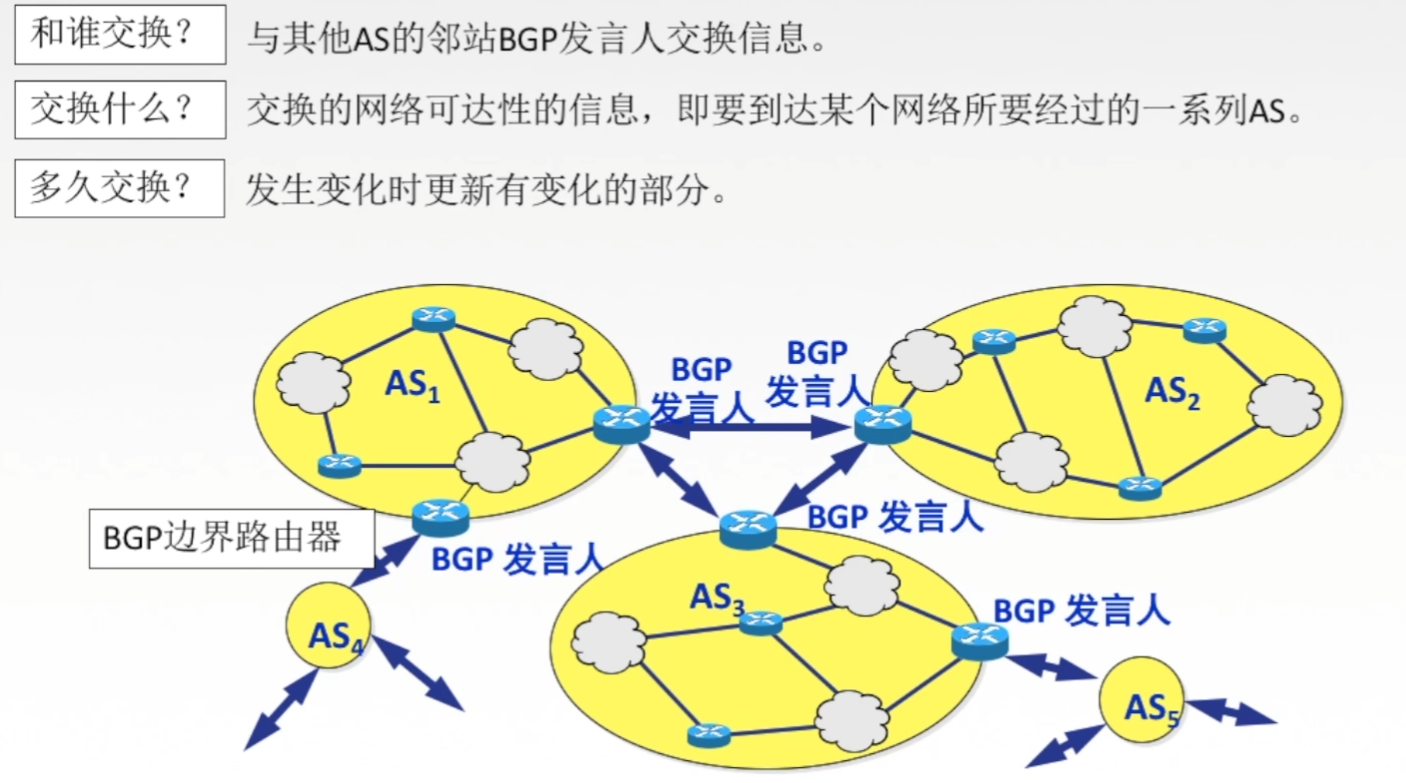 和谁交换?
与其他AS的邻站BGP发言人交换信息。
交换什么?
交换的网络可达性的信息，即要到达某个网络所要经过的一系列AS。
多久交换?
发生变化时更新有变化的部分。
AS1
BGP
发言人
BGP
发言人
AS2
BGP边界路由器
BGP 发言人
BGP 发言人
AS3
BGP 发言人
AS4
AS5